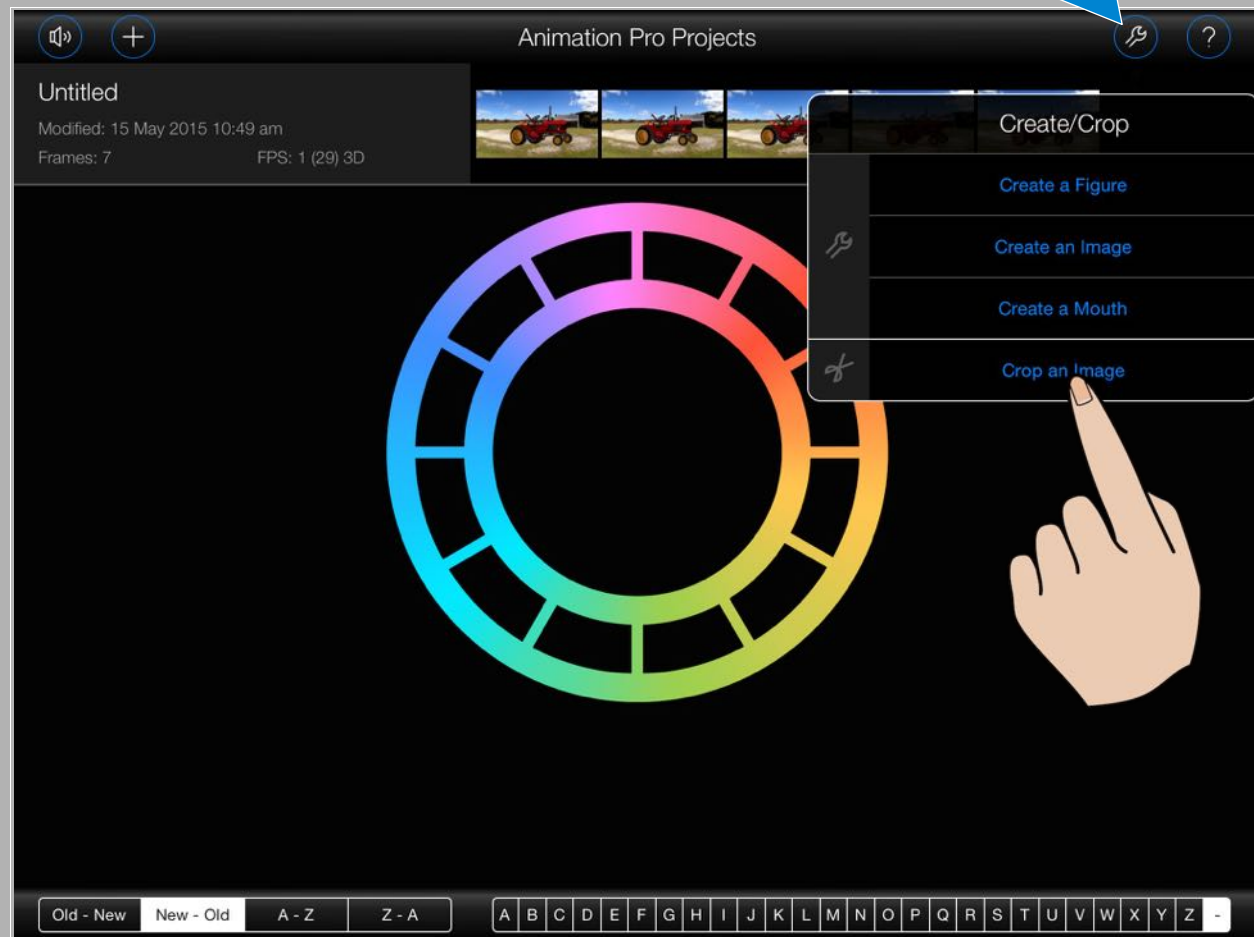 Animation Pro Projects
?
Untitled
Modified: 15 May 2015 10:49 am
Frames: 7 FPS: 1 (29) 3D
Create/Crop
Create a Figure
Create an Image
Create a Mouth
Crop an Image
Old - New New - Old A - Z Z - A A B C D E F G H I J K L M N O P Q R S T U V W X Y Z -